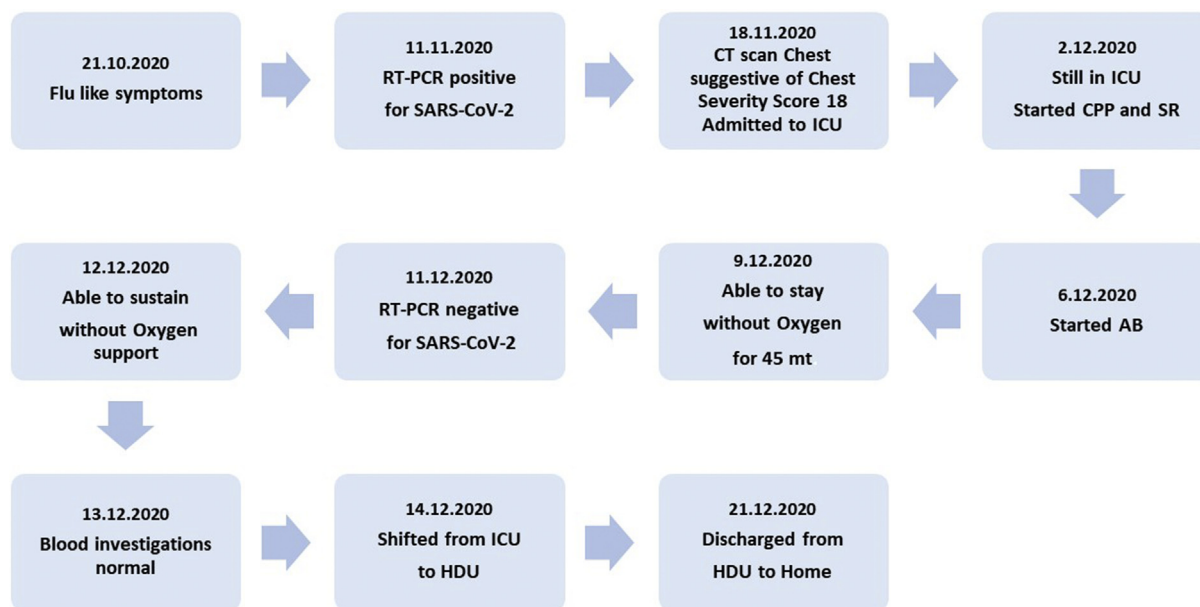 21.10.2020
Flu like symptoms
11.11.2020
RT-PCR positive
for SARS-CoV-2
18.11.2020
CT scan Chest
suggestive of Chest
Severity Score 18
Admitted to ICU
2.12.2020
Still in ICU
Started CPP and SR
6.12.2020
Started AB
9.12.2020
Able to stay
without Oxygen
for 45 mt.
11.12.2020
RT-PCR negative
for SARS-CoV-2
12.12.2020
Able to sustain
without Oxygen
support
13.12.2020
Blood investigations
normal
14.12.2020
Shifted from ICU
to HDU
21.12.2020
Discharged from
HDU to Home